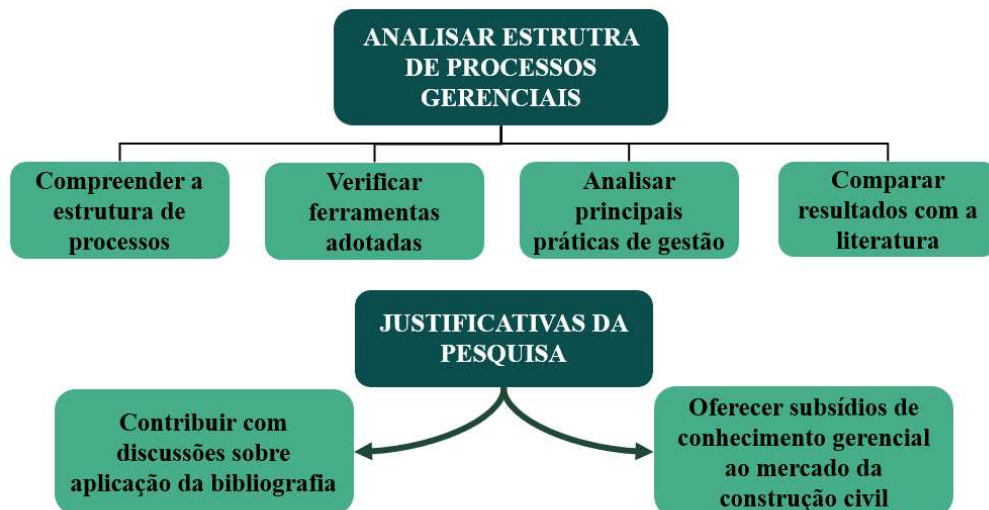 ANALISAR ESTRUTRA
DE PROCESSOS
GERENCIAIS
Compreender a
estrutura de
processos
Verificar
ferramentas
adotadas
Analisar
principais
práticas de gestão
Comparar
resultados com a
literatura
JUSTIFICATIVAS DA
PESQUISA
Contribuir com
discussões sobre
aplicação da bibliografia
Oferecer subsídios de
conhecimento gerencial
ao mercado da
construção civil